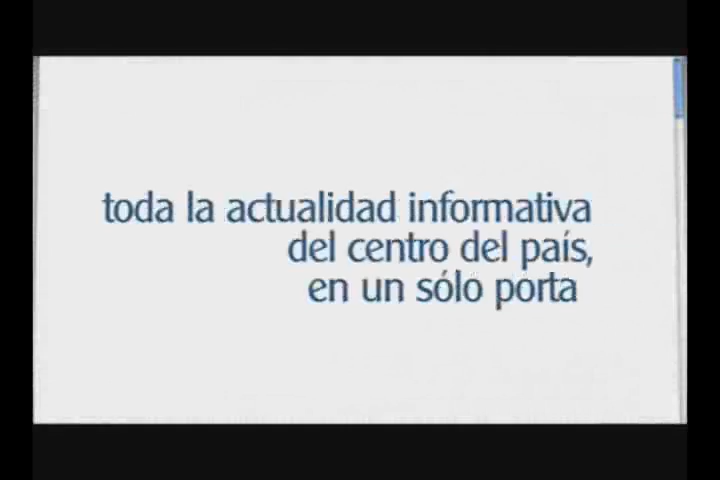 toda la actualidad informativa
del centro del país,
en un sólo porta